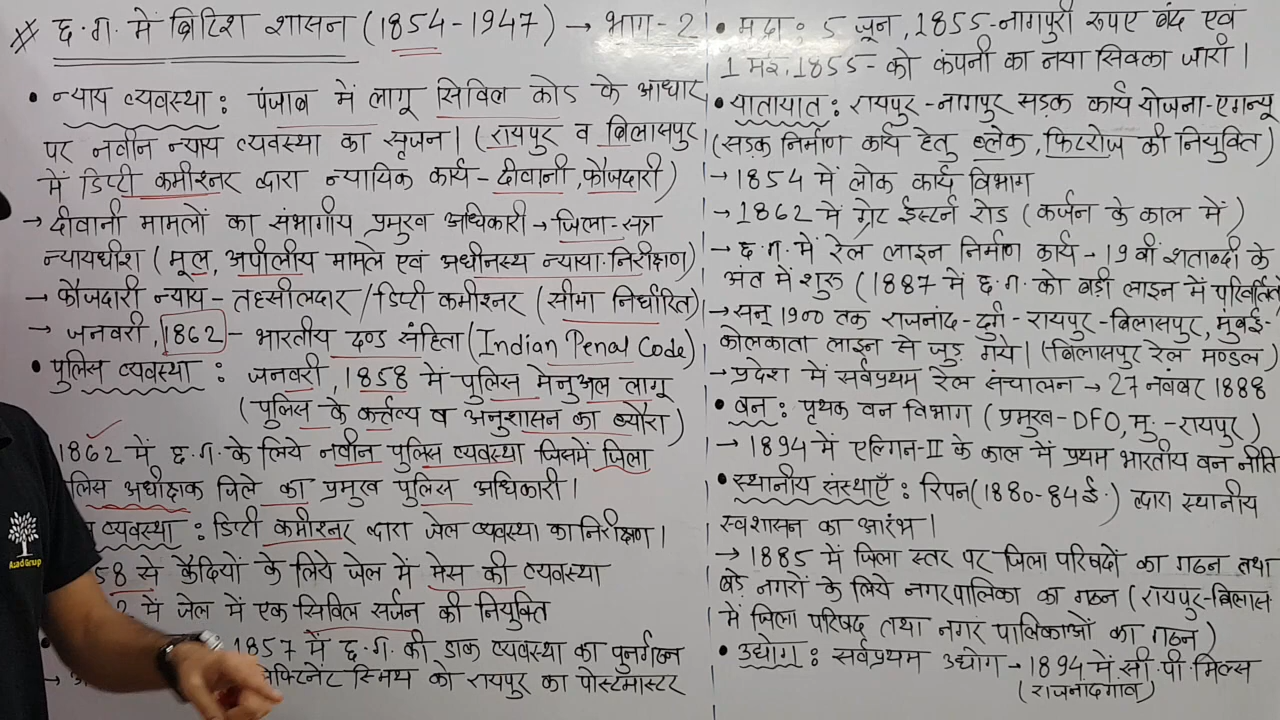 # छ.ग. में ब्रिटिश शासन (1854-1947) → भाग-2
• न्याय व्यवस्था : पंजाब में लागू सिविल कोड के आधार
पर नवीन न्याय व्यवस्था का सृजन। (रायपुर व बिलासपुर
में डिप्टी कमीश्नर द्वारा न्यायिक कार्य - दीवानी, फौजदारी)
→ दीवानी मामलों का संभागीय प्रमुख अधिकारी → जिला-सत्र
न्यायधीश (मूल, अपीलीय मामले एवं अधीनस्थ न्याया. निरीक्षण)
→ फौजदारी न्याय - तहसीलदार / डिप्टी कमीश्नर (सीमा निर्धारित)
→ जनवरी, 1862 - भारतीय दण्ड संहिता (Indian Penal Code)
• पुलिस व्यवस्था : जनवरी, 1858 में पुलिस मेनुअल लागू
(पुलिस के कर्त्तव्य व अनुशासन का ब्यौरा)
1862 में छ.ग. के लिये नवीन पुलिस व्यवस्था जिसमें जिला
अधीक्षक जिले का प्रमुख पुलिस अधिकारी।
व्यवस्था : डिप्टी कमीश्नर द्वारा जेल व्यवस्था का निरीक्षण।
58 से कैदियों के लिये जेल में मेस की व्यवस्था
में जेल में एक सिविल सर्जन की नियुक्ति
1857 में छ.ग. की डाक व्यवस्था का पुनर्गठन
स्मिथ को रायपुर का पोस्टमास्टर
• मुद्रा : 5 जून, 1855 - नागपुरी रूपए बंद एवं
1 मई, 1855 - को कंपनी का नया सिक्का जारी।
• यातायात : रायपुर - नागपुर सड़क कार्य योजना - एगन्यू
(सड़क निर्माण कार्य हेतु ब्लेक, फिटरोज की नियुक्ति)
→ 1854 में लोक कार्य विभाग
→ 1862 में ग्रेट ईस्टर्न रोड (कर्जन के काल में)
→ छ.ग. में रेल लाइन निर्माण कार्य - 19 वीं शताब्दी के
अंत में शुरू (1887 में छ.ग. को बड़ी लाइन में परिवर्तित
→ सन् 1900 तक राजनांद - दुर्ग - रायपुर - बिलासपुर, मुंबई -
कोलकाता लाइन से जुड़ गये। (बिलासपुर रेल मण्डल)
→ प्रदेश में सर्वप्रथम रेल संचालन → 27 नवंबर 1888
• वन : पृथक वन विभाग (प्रमुख - DFO, मु. - रायपुर)
→ 1894 में एल्गिन-II के काल में प्रथम भारतीय वन नीति
• स्थानीय संस्थाएँ : रिपन (1880-84 ई.) द्वारा स्थानीय
स्वशासन का आरंभ।
→ 1885 में जिला स्तर पर जिला परिषदों का गठन तथा
बड़े नगरों के लिये नगरपालिका का गठन (रायपुर - बिलास
में जिला परिषद तथा नगर पालिकाओं का गठन)
• उद्योग : सर्वप्रथम उद्योग - 1894 में सी.पी मिल्स
(राजनांदगांव)
Azad Group